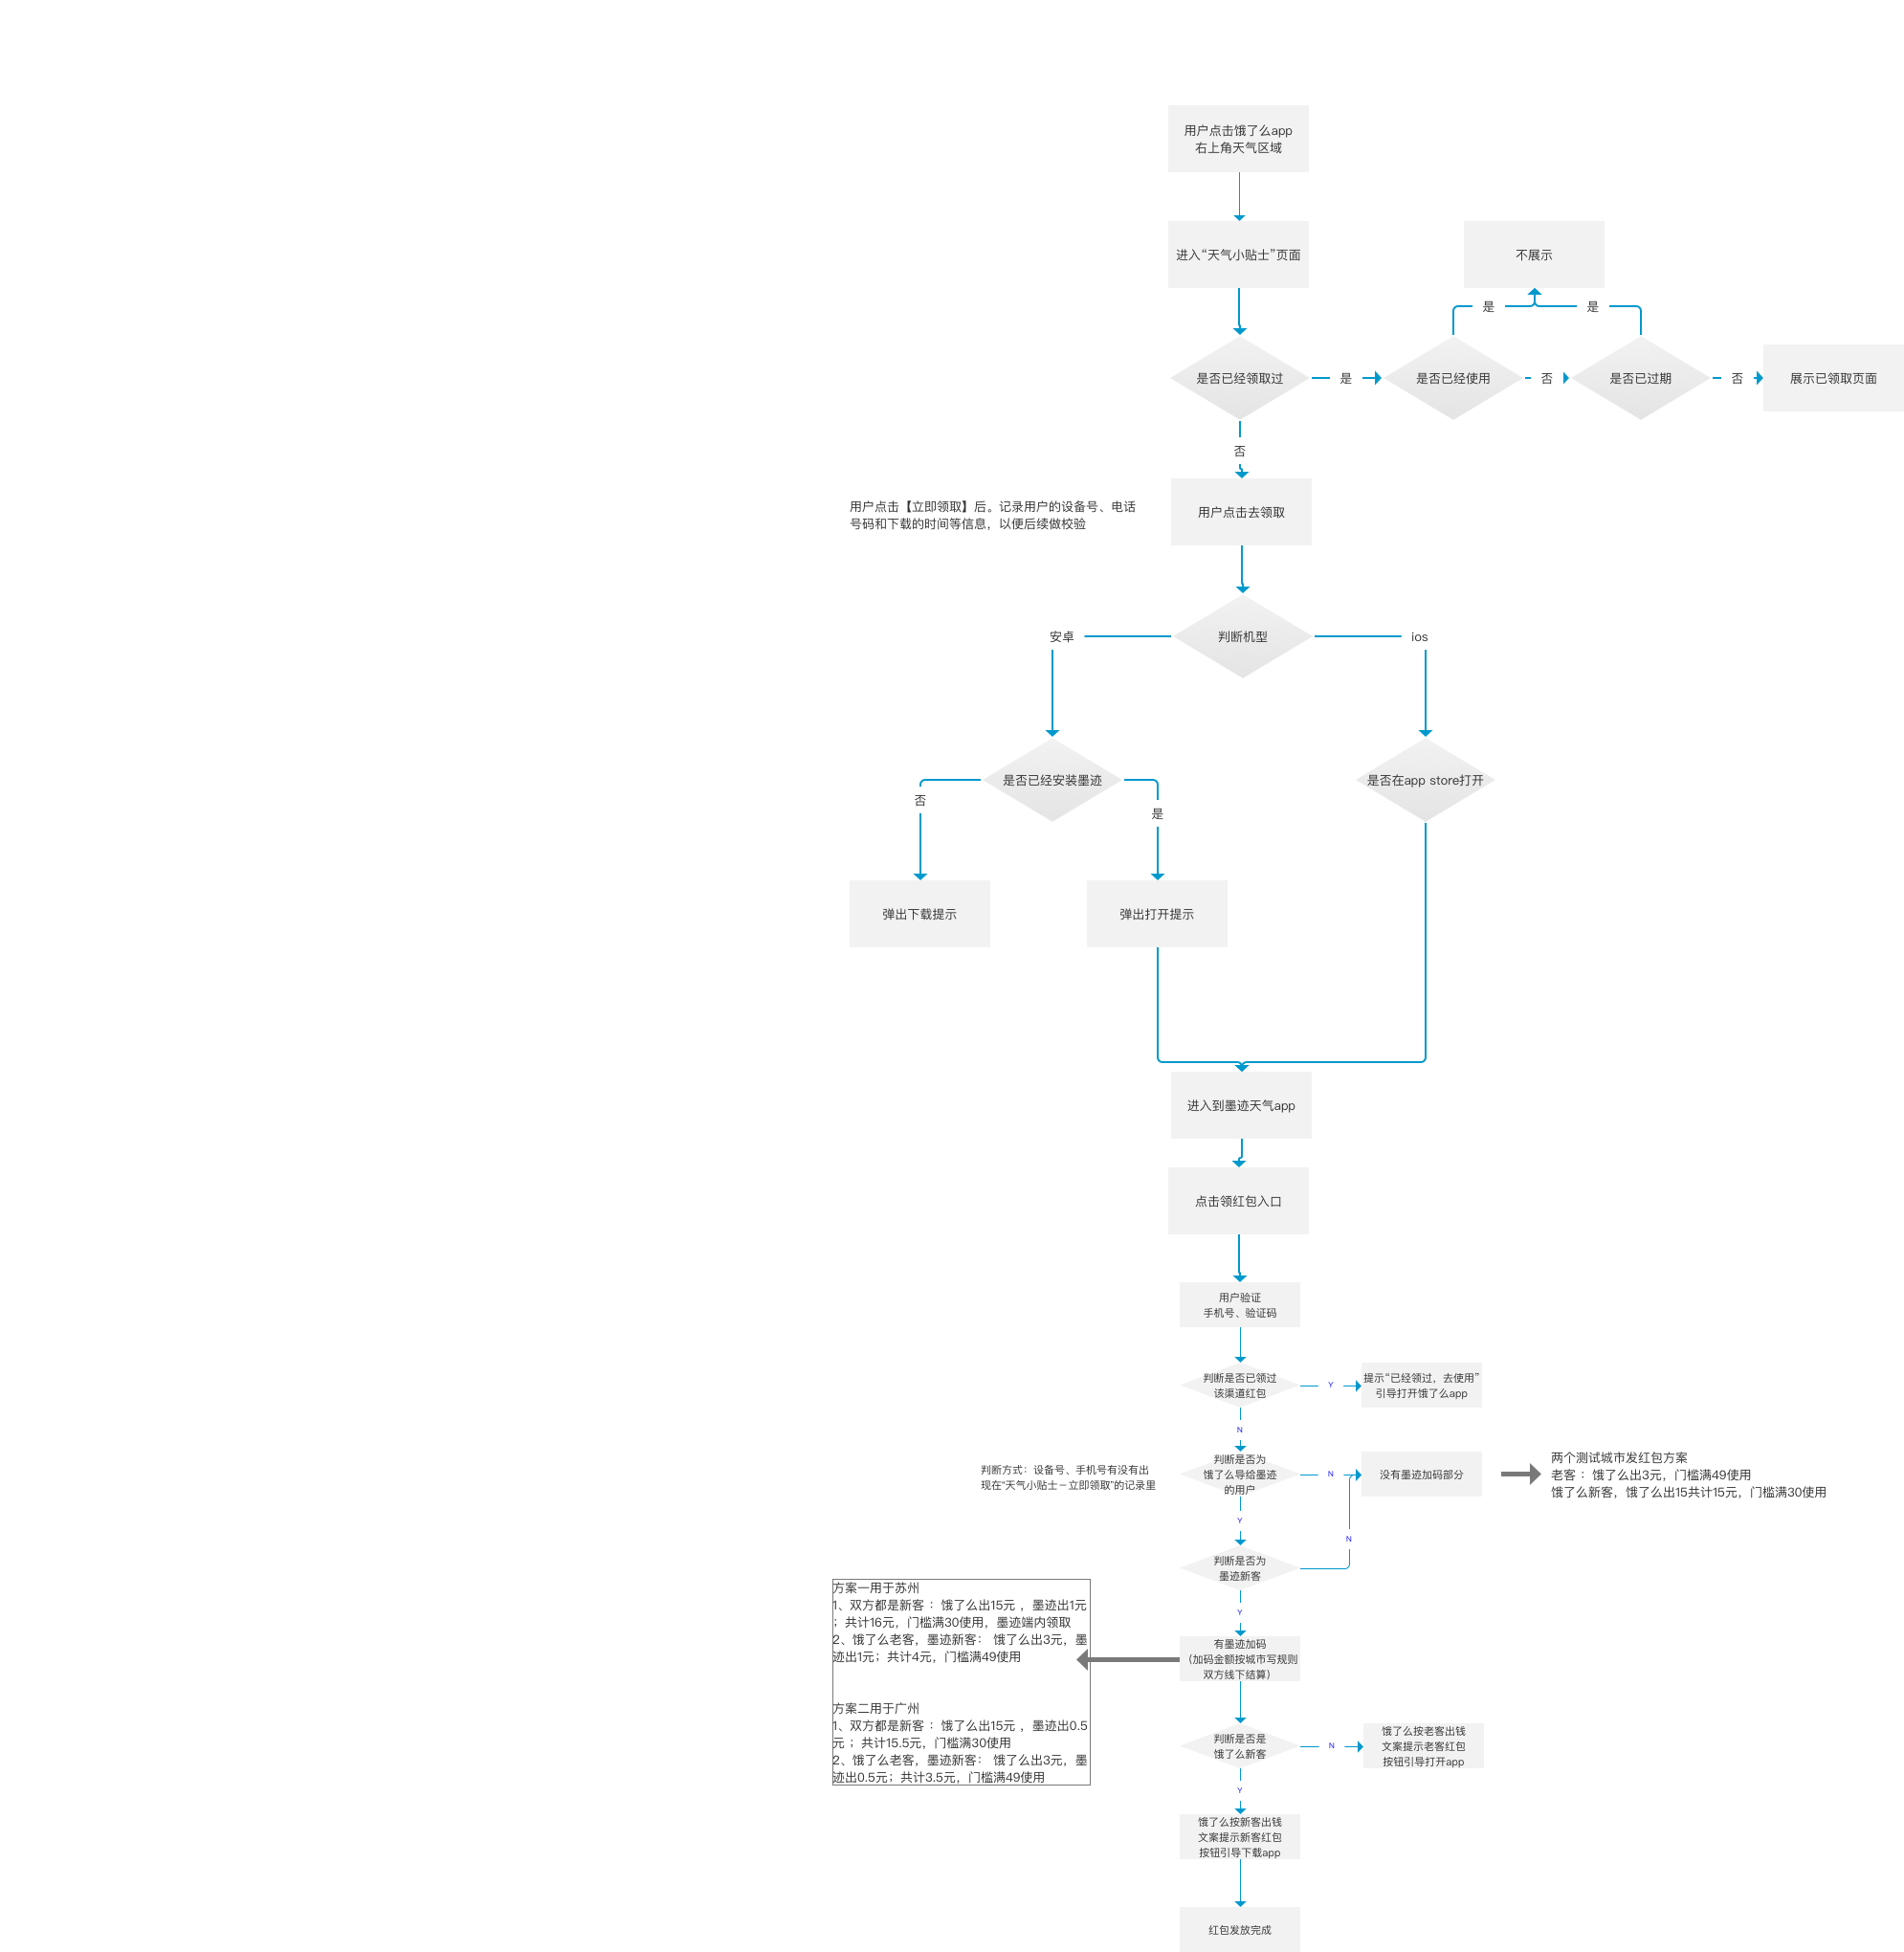 用户点击饿了么app
右上角天气区域
进入“天气小贴士”页面
不展示
是
是
是否已经领取过
是
是否已经使用
否
是否已过期
否
展示已领取页面
否
用户点击【立即领取】后。记录用户的设备号、电话
号码和下载的时间等信息，以便后续做校验
用户点击去领取
安卓
判断机型
ios
是否已经安装墨迹
是否在app store打开
否
是
弹出下载提示
弹出打开提示
进入到墨迹天气app
点击领红包入口
用户验证
手机号、验证码
判断是否已领过
该渠道红包
Y
提示“已经领过，去使用”
引导打开饿了么app
N
判断方式：设备号、手机号有没有出
现在“天气小贴士－立即领取”的记录里
判断是否为
饿了么导给墨迹
的用户
N
没有墨迹加码部分
两个测试城市发红包方案
老客 ：饿了么出3元，门槛满49使用
饿了么新客，饿了么出15共计15元，门槛满30使用
Y
N
判断是否为
墨迹新客
Y
方案一用于苏州
1、双方都是新客 ：饿了么出15元 ，墨迹出1元
；共计16元，门槛满30使用，墨迹端内领取
2、饿了么老客，墨迹新客： 饿了么出3元，墨
迹出1元；共计4元，门槛满49使用
方案二用于广州
1、双方都是新客 ：饿了么出15元 ，墨迹出0.5
元 ；共计15.5元，门槛满30使用
2、饿了么老客，墨迹新客： 饿了么出3元，墨
迹出0.5元；共计3.5元，门槛满49使用
有墨迹加码
（加码金额按城市写规则
双方线下结算）
判断是否是
饿了么新客
N
饿了么按老客出钱
文案提示老客红包
按钮引导打开app
Y
饿了么按新客出钱
文案提示新客红包
按钮引导下载app
红包发放完成